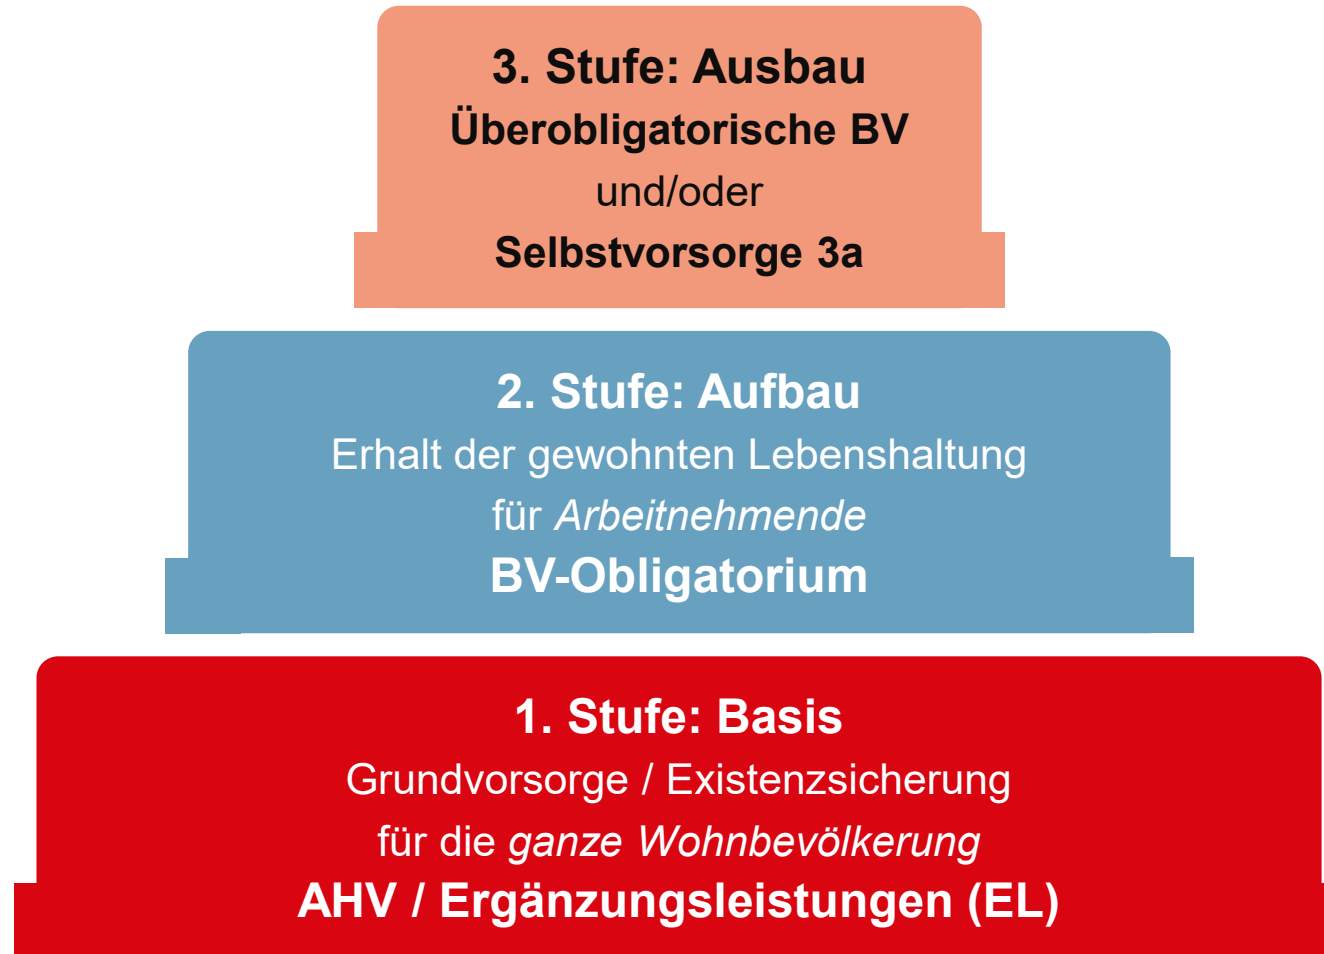 3. Stufe: Ausbau
Überobligatorische BV
und/oder
Selbstvorsorge 3a
2. Stufe: Aufbau
Erhalt der gewohnten Lebenshaltung
für Arbeitnehmende
BV-Obligatorium
1. Stufe: Basis
Grundvorsorge / Existenzsicherung
für die ganze Wohnbevölkerung
AHV / Ergänzungsleistungen (EL)